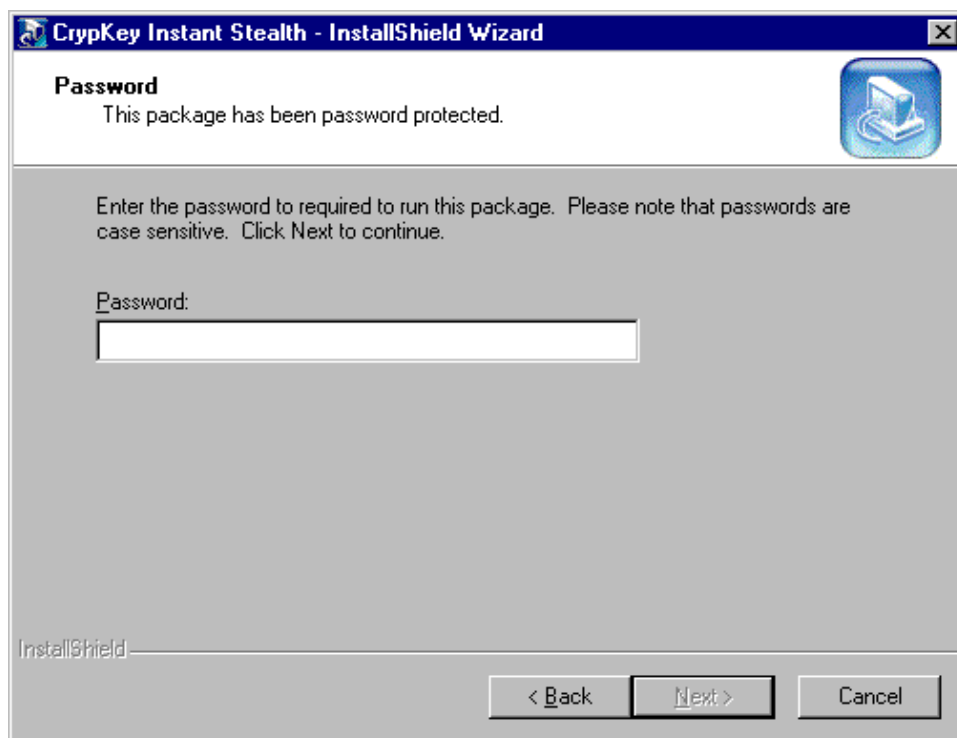 CrypKey Instant Stealth - InstallShield Wizard
Password
This package has been password protected.
Enter the password to required to run this package.  Please note that passwords are
case sensitive.  Click Next to continue.
Password:
InstallShield
< Back
Next >
Cancel